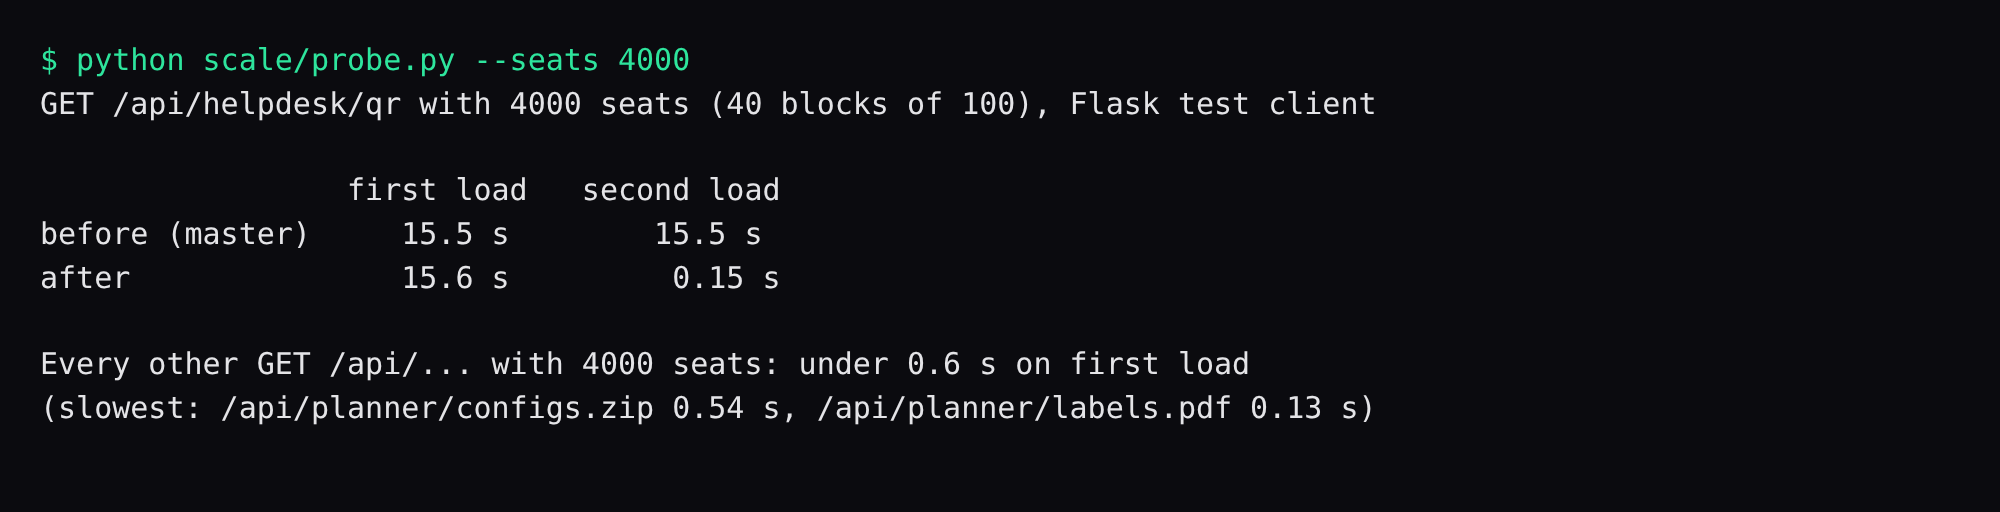 $ python scale/probe.py --seats 4000
GET /api/helpdesk/qr with 4000 seats (40 blocks of 100), Flask test client
first load   second load
before (master)     15.5 s        15.5 s
after               15.6 s         0.15 s
Every other GET /api/... with 4000 seats: under 0.6 s on first load
(slowest: /api/planner/configs.zip 0.54 s, /api/planner/labels.pdf 0.13 s)